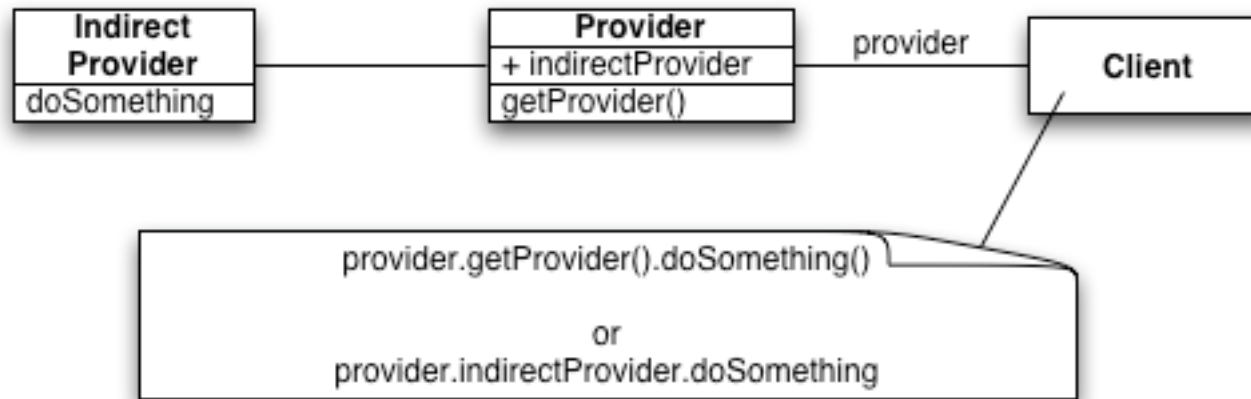 Indirect
Provider
doSomething
Provider
+ indirectProvider
getProvider()
provider
Client
provider.getProvider().doSomething()
or
provider.indirectProvider.doSomething